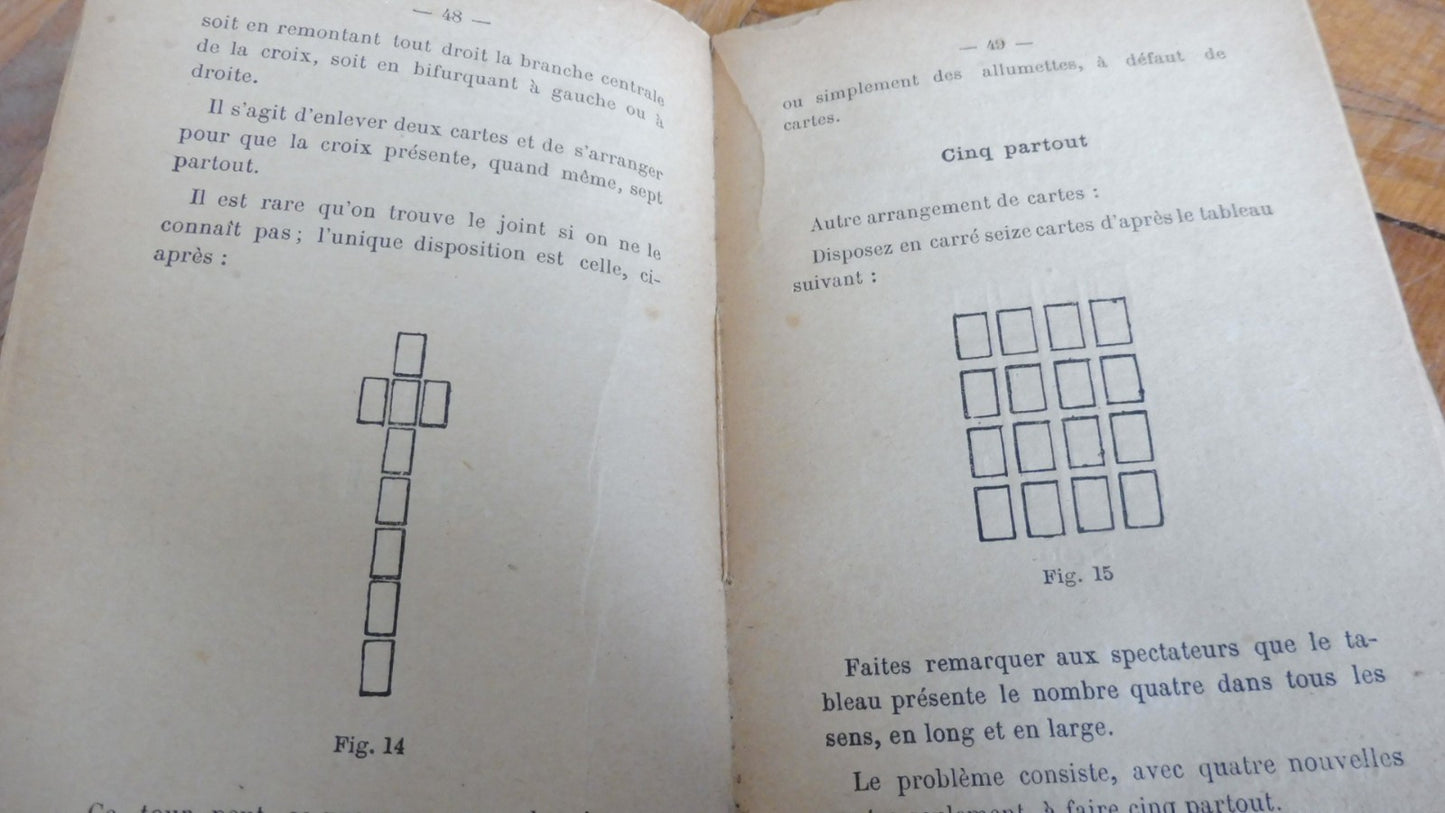 — 48 —
soit en remontant tout droit la branche centrale
de la croix, soit en bifurquant à gauche ou à
droite.
Il s'agit d'enlever deux cartes et de s'arranger
pour que la croix présente, quand même, sept
partout.
Il est rare qu'on trouve le joint si on ne le
connaît pas; l'unique disposition est celle, ci-
après :
Fig. 14
Ce tour peut
— 49 —
ou simplement des allumettes, à défaut de
cartes.
Cinq partout
Autre arrangement de cartes :
Disposez en carré seize cartes d'après le tableau
suivant :
Fig. 15
Faites remarquer aux spectateurs que le ta-
bleau présente le nombre quatre dans tous les
sens, en long et en large.
Le problème consiste, avec quatre nouvelles
à faire cinq partout.